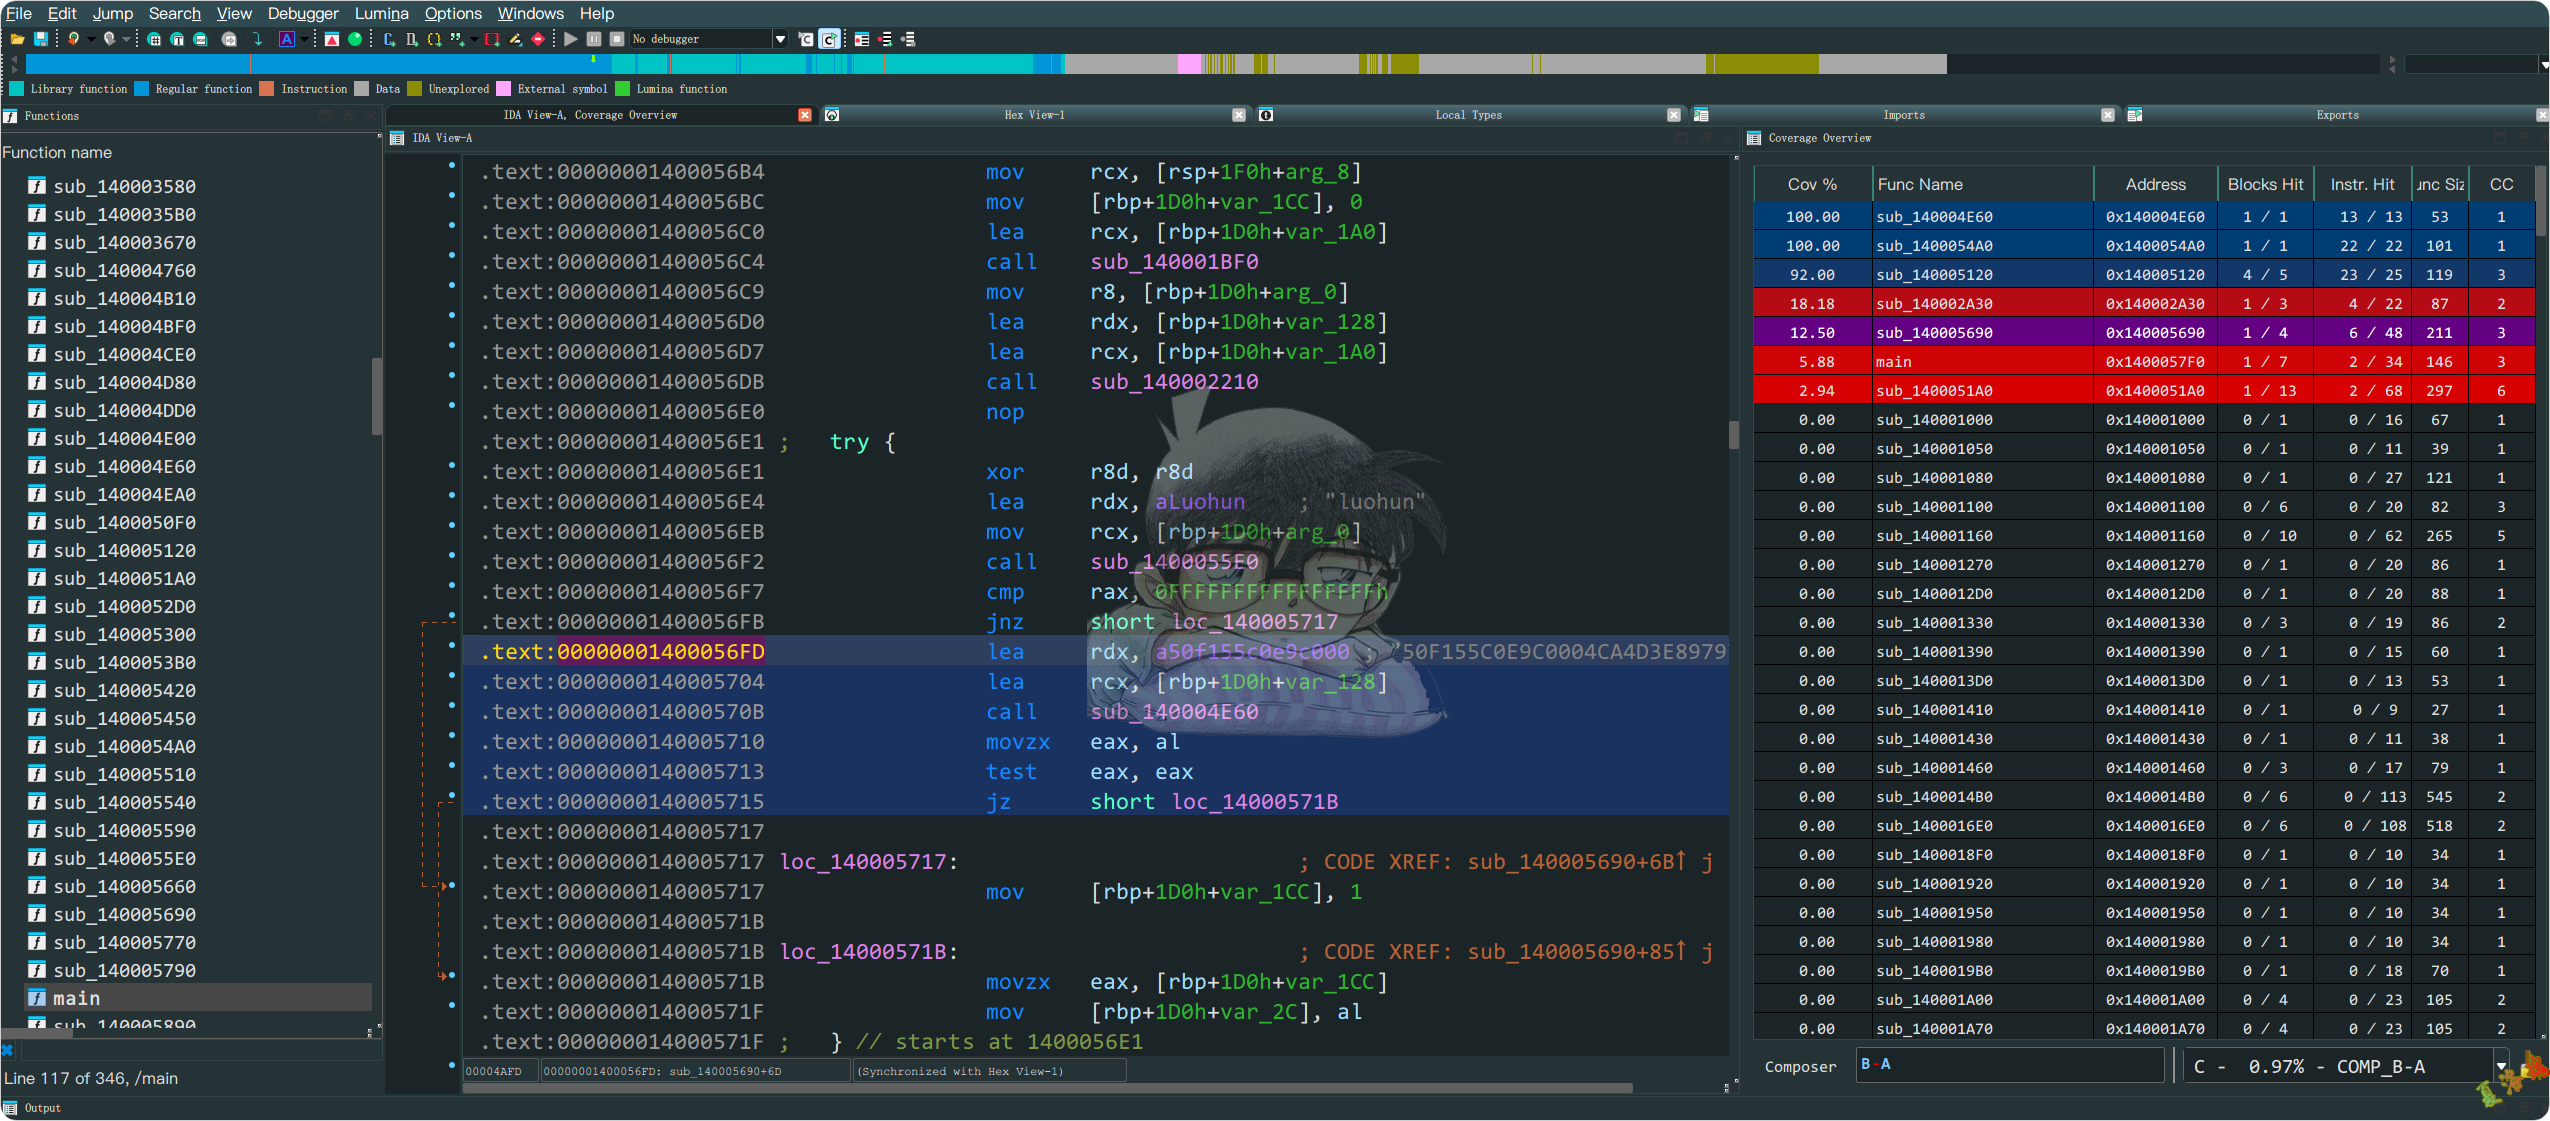 File Edit Jump Search View Debugger Lumina Options Windows Help
No debugger
Library function Regular function Instruction Data Unexplored External symbol Lumina function
Functions
Function name
sub_140003580
sub_1400035B0
sub_140003670
sub_140004760
sub_140004B10
sub_140004BF0
sub_140004CE0
sub_140004D80
sub_140004DD0
sub_140004E00
sub_140004E60
sub_140004EA0
sub_1400050F0
sub_140005120
sub_1400051A0
sub_1400052D0
sub_140005300
sub_1400053B0
sub_140005420
sub_140005450
sub_1400054A0
sub_140005510
sub_140005540
sub_140005590
sub_1400055E0
sub_140005660
sub_140005690
sub_140005770
sub_140005790
main
sub_140005890
Line 117 of 346, /main
IDA View-A, Coverage Overview Hex View-1 Local Types Imports Exports
IDA View-A
.text:00000001400056B4 mov rcx, [rsp+1F0h+arg_8]
.text:00000001400056BC mov [rbp+1D0h+var_1CC], 0
.text:00000001400056C0 lea rcx, [rbp+1D0h+var_1A0]
.text:00000001400056C4 call sub_140001BF0
.text:00000001400056C9 mov r8, [rbp+1D0h+arg_0]
.text:00000001400056D0 lea rdx, [rbp+1D0h+var_128]
.text:00000001400056D7 lea rcx, [rbp+1D0h+var_1A0]
.text:00000001400056DB call sub_140002210
.text:00000001400056E0 nop
.text:00000001400056E1 ; try {
.text:00000001400056E1 xor r8d, r8d
.text:00000001400056E4 lea rdx, aLuohun ; "luohun"
.text:00000001400056EB mov rcx, [rbp+1D0h+arg_0]
.text:00000001400056F2 call sub_1400055E0
.text:00000001400056F7 cmp rax, 0FFFFFFFFFFFFFFFFh
.text:00000001400056FB jnz short loc_140005717
.text:00000001400056FD lea rdx, a50f155c0e9c000 ; "50F155C0E9C0004CA4D3E8979
.text:0000000140005704 lea rcx, [rbp+1D0h+var_128]
.text:000000014000570B call sub_140004E60
.text:0000000140005710 movzx eax, al
.text:0000000140005713 test eax, eax
.text:0000000140005715 jz short loc_14000571B
.text:0000000140005717
.text:0000000140005717 loc_140005717: ; CODE XREF: sub_140005690+6B↑ j
.text:0000000140005717 mov [rbp+1D0h+var_1CC], 1
.text:000000014000571B
.text:000000014000571B loc_14000571B: ; CODE XREF: sub_140005690+85↑ j
.text:000000014000571B movzx eax, [rbp+1D0h+var_1CC]
.text:000000014000571F mov [rbp+1D0h+var_2C], al
.text:000000014000571F ; } // starts at 1400056E1
00004AFD 00000001400056FD: sub_140005690+6D (Synchronized with Hex View-1)
Coverage Overview
Cov % Func Name Address Blocks Hit Instr. Hit CC
100.00 sub_140004E60 0x140004E60 1 / 1 13 / 13 53 1
100.00 sub_1400054A0 0x1400054A0 1 / 1 22 / 22 101 1
92.00 sub_140005120 0x140005120 4 / 5 23 / 25 119 3
18.18 sub_140002A30 0x140002A30 1 / 3 4 / 22 87 2
12.50 sub_140005690 0x140005690 1 / 4 6 / 48 211 3
5.88 main 0x1400057F0 1 / 7 2 / 34 146 3
2.94 sub_1400051A0 0x1400051A0 1 / 13 2 / 68 297 6
0.00 sub_140001000 0x140001000 0 / 1 0 / 16 67 1
0.00 sub_140001050 0x140001050 0 / 1 0 / 11 39 1
0.00 sub_140001080 0x140001080 0 / 1 0 / 27 121 1
0.00 sub_140001100 0x140001100 0 / 6 0 / 20 82 3
0.00 sub_140001160 0x140001160 0 / 10 0 / 62 265 5
0.00 sub_140001270 0x140001270 0 / 1 0 / 20 86 1
0.00 sub_1400012D0 0x1400012D0 0 / 1 0 / 20 88 1
0.00 sub_140001330 0x140001330 0 / 3 0 / 19 86 2
0.00 sub_140001390 0x140001390 0 / 1 0 / 15 60 1
0.00 sub_1400013D0 0x1400013D0 0 / 1 0 / 13 53 1
0.00 sub_140001410 0x140001410 0 / 1 0 / 9 27 1
0.00 sub_140001430 0x140001430 0 / 1 0 / 11 38 1
0.00 sub_140001460 0x140001460 0 / 3 0 / 17 79 1
0.00 sub_1400014B0 0x1400014B0 0 / 6 0 / 113 545 2
0.00 sub_1400016E0 0x1400016E0 0 / 6 0 / 108 518 2
0.00 sub_1400018F0 0x1400018F0 0 / 1 0 / 10 34 1
0.00 sub_140001920 0x140001920 0 / 1 0 / 10 34 1
0.00 sub_140001950 0x140001950 0 / 1 0 / 10 34 1
0.00 sub_140001980 0x140001980 0 / 1 0 / 10 34 1
0.00 sub_1400019B0 0x1400019B0 0 / 1 0 / 18 70 1
0.00 sub_140001A00 0x140001A00 0 / 4 0 / 23 105 2
0.00 sub_140001A70 0x140001A70 0 / 4 0 / 23 105 2
Composer B-A C - 0.97% - COMP_B-A
Output